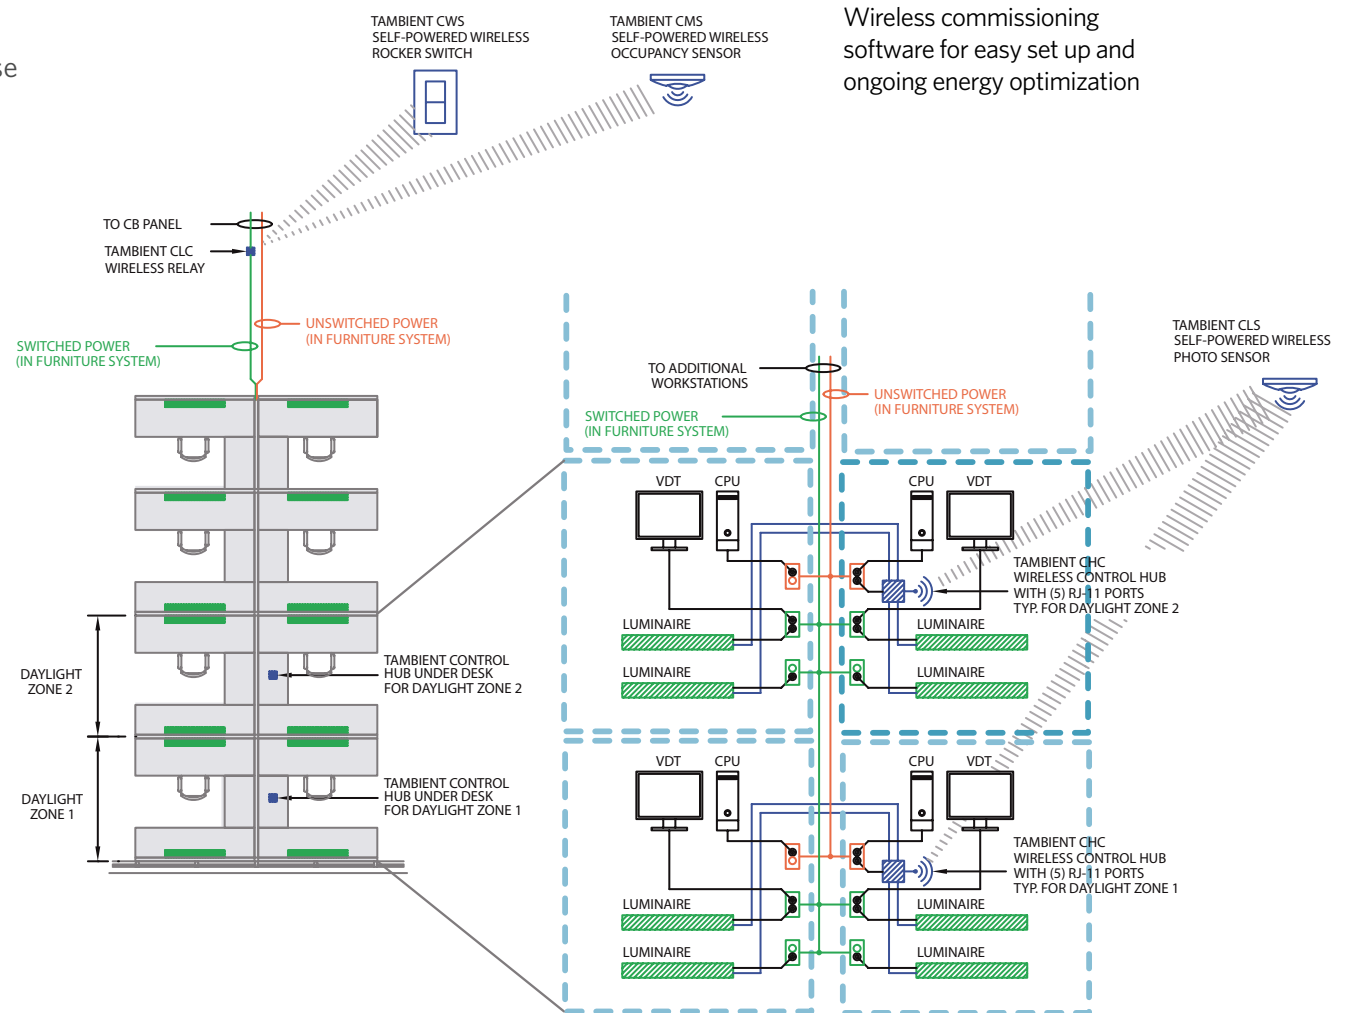 se
TAMBIENT CWS
SELF-POWERED WIRELESS
ROCKER SWITCH
TAMBIENT CMS
SELF-POWERED WIRELESS
OCCUPANCY SENSOR
Wireless commissioning
software for easy set up and
ongoing energy optimization
TO CB PANEL
TAMBIENT CLC
WIRELESS RELAY
UNSWITCHED POWER
(IN FURNITURE SYSTEM)
SWITCHED POWER
(IN FURNITURE SYSTEM)
DAYLIGHT
ZONE 2
TAMBIENT CONTROL
HUB UNDER DESK
FOR DAYLIGHT ZONE 2
DAYLIGHT
ZONE 1
TAMBIENT CONTROL
HUB UNDER DESK
FOR DAYLIGHT ZONE 1
TAMBIENT CLS
SELF-POWERED WIRELESS
PHOTO SENSOR
TO ADDITIONAL
WORKSTATIONS
UNSWITCHED POWER
(IN FURNITURE SYSTEM)
SWITCHED POWER
(IN FURNITURE SYSTEM)
VDT
CPU
CPU
VDT
TAMBIENT CHC
WIRELESS CONTROL HUB
WITH (5) RJ-11 PORTS
TYP. FOR DAYLIGHT ZONE 2
LUMINAIRE
LUMINAIRE
LUMINAIRE
LUMINAIRE
VDT
CPU
CPU
VDT
TAMBIENT CHC
WIRELESS CONTROL HUB
WITH (5) RJ-11 PORTS
TYP. FOR DAYLIGHT ZONE 1
LUMINAIRE
LUMINAIRE
LUMINAIRE
LUMINAIRE